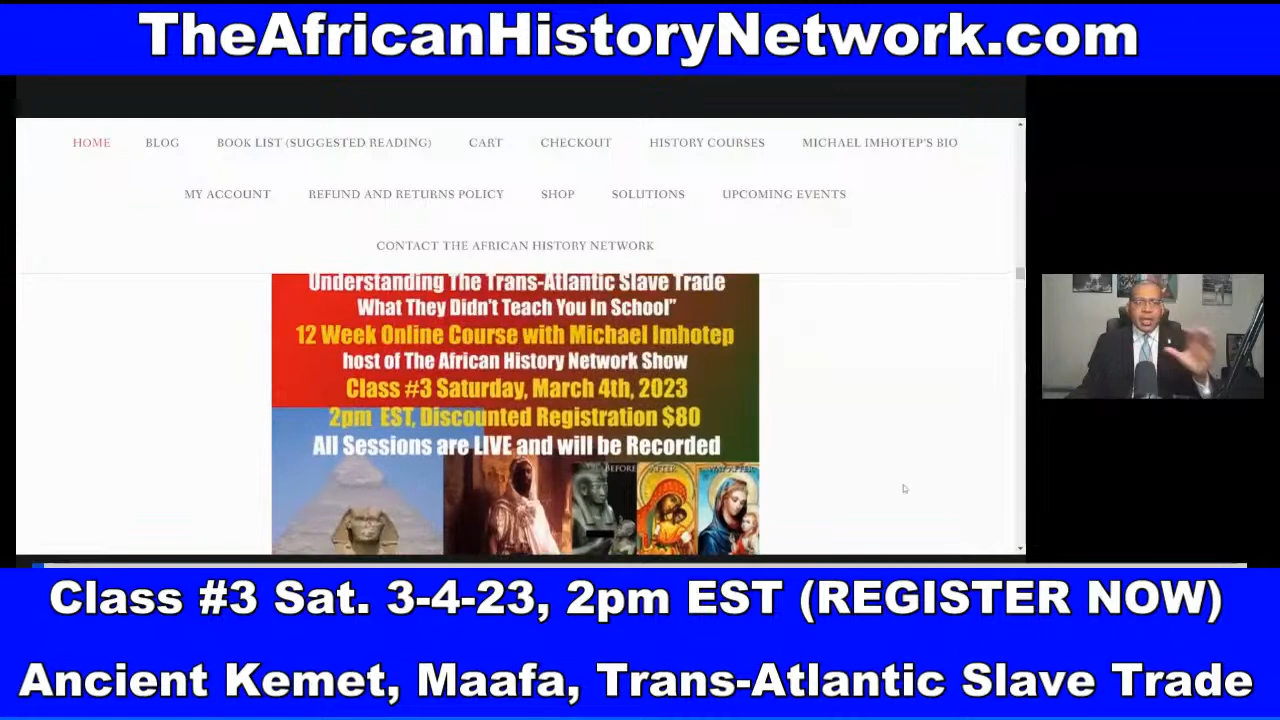 TheAfricanHistoryNetwork.com
HOME BLOG BOOK LIST (SUGGESTED READING) CART CHECKOUT HISTORY COURSES MICHAEL IMHOTEP'S BIO
MY ACCOUNT REFUND AND RETURNS POLICY SHOP SOLUTIONS UPCOMING EVENTS
CONTACT THE AFRICAN HISTORY NETWORK
Understanding The Trans-Atlantic Slave Trade
What They Didn't Teach You In School"
12 Week Online Course with Michael Imhotep
host of The African History Network Show
Class #3 Saturday, March 4th, 2023
2pm EST, Discounted Registration $80
All Sessions are LIVE and will be Recorded
BEFORE AFTER WAY AFTER
Class #3 Sat. 3-4-23, 2pm EST (REGISTER NOW)
Ancient Kemet, Maafa, Trans-Atlantic Slave Trade